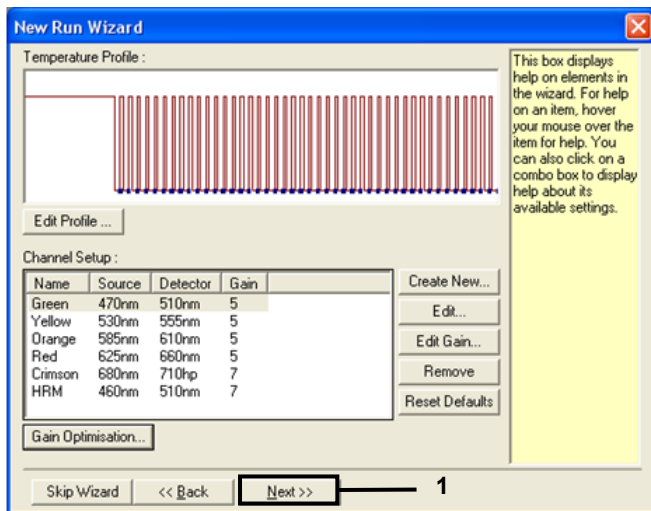 New Run Wizard
Temperature Profile :
This box displays
help on elements in
the wizard. For help
on an item, hover
your mouse over the
item for help. You
can also click on a
combo box to display
help about its
available settings.
Edit Profile ...
Channel Setup :
Name Source Detector Gain
Green 470nm 510nm 5
Yellow 530nm 555nm 5
Orange 585nm 610nm 5
Red 625nm 660nm 5
Crimson 680nm 710hp 7
HRM 460nm 510nm 7
Create New...
Edit...
Edit Gain...
Remove
Reset Defaults
Gain Optimisation...
Skip Wizard << Back Next >> 1